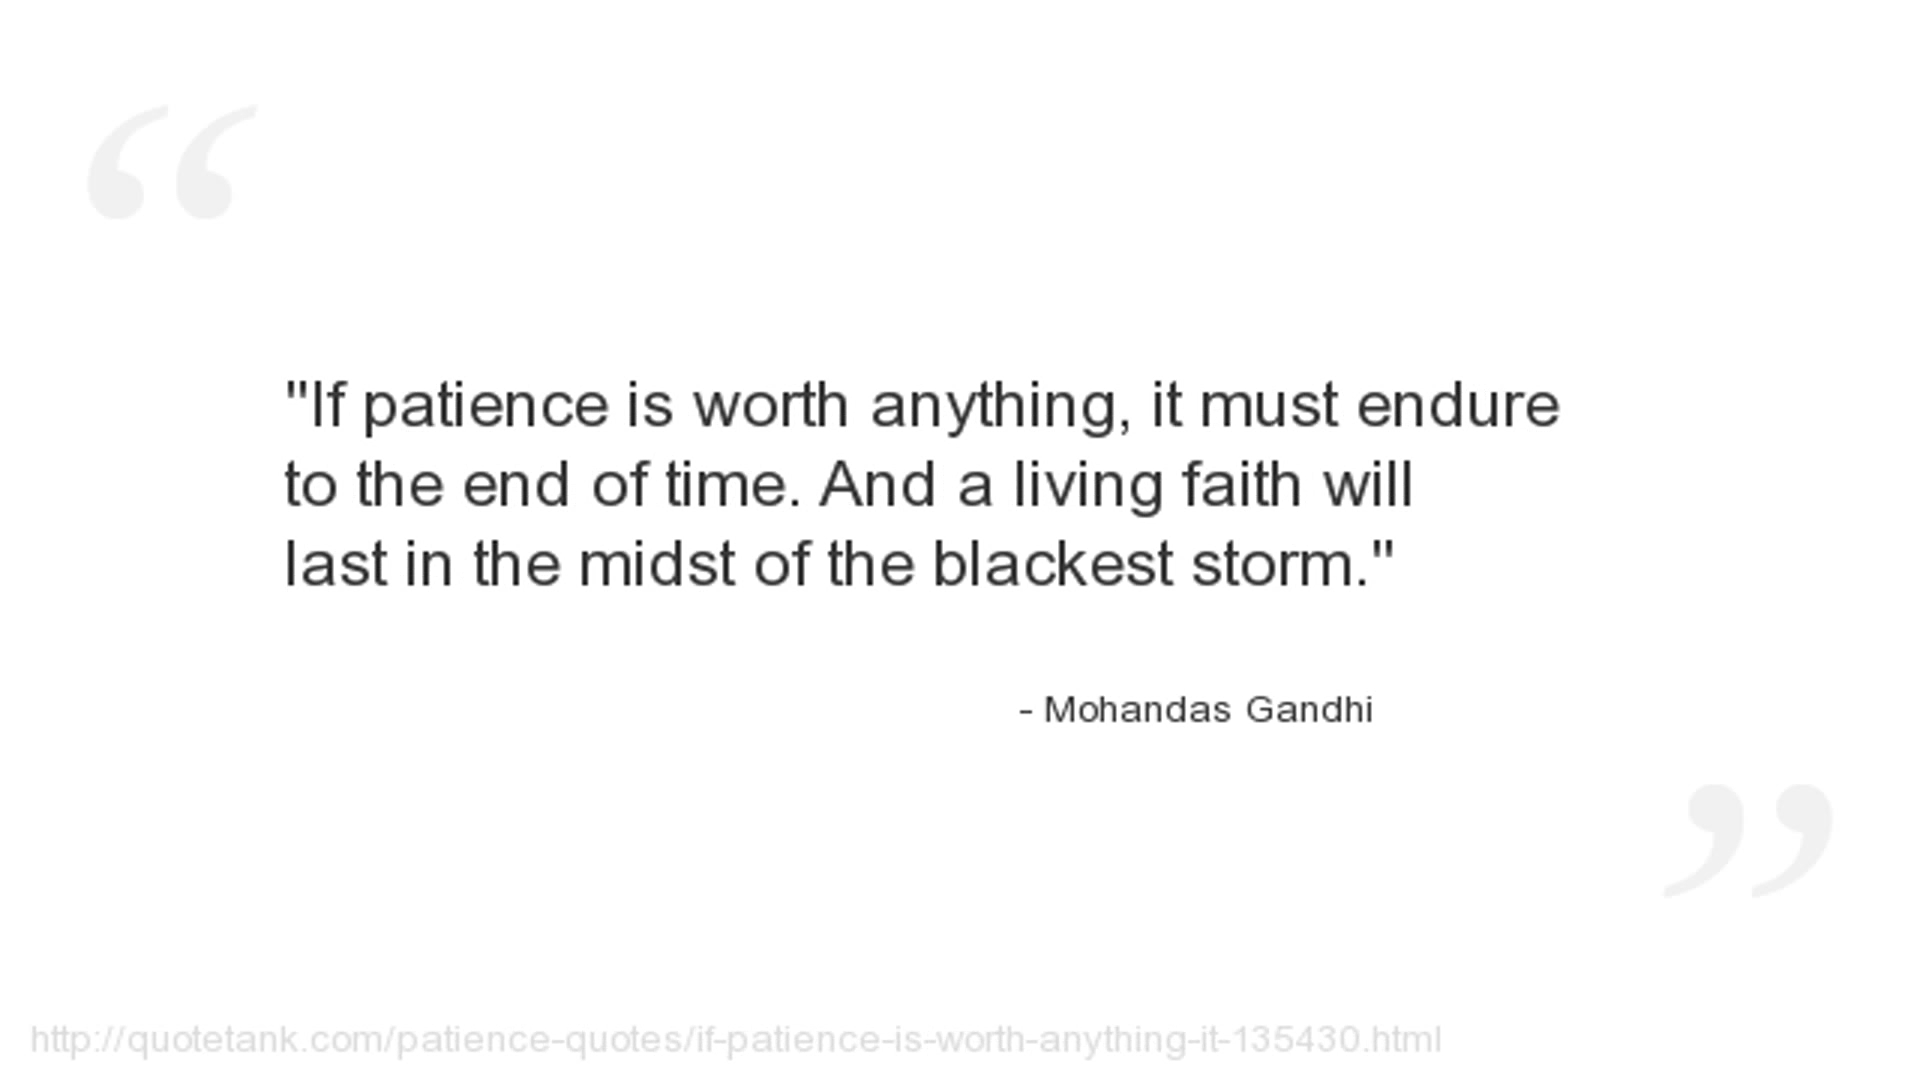 "If patience is worth anything, it must endure
to the end of time. And a living faith will
last in the midst of the blackest storm."
- Mohandas Gandhi
http://quotetank.com/patience-quotes/if-patience-is-worth-anything-it-135430.html